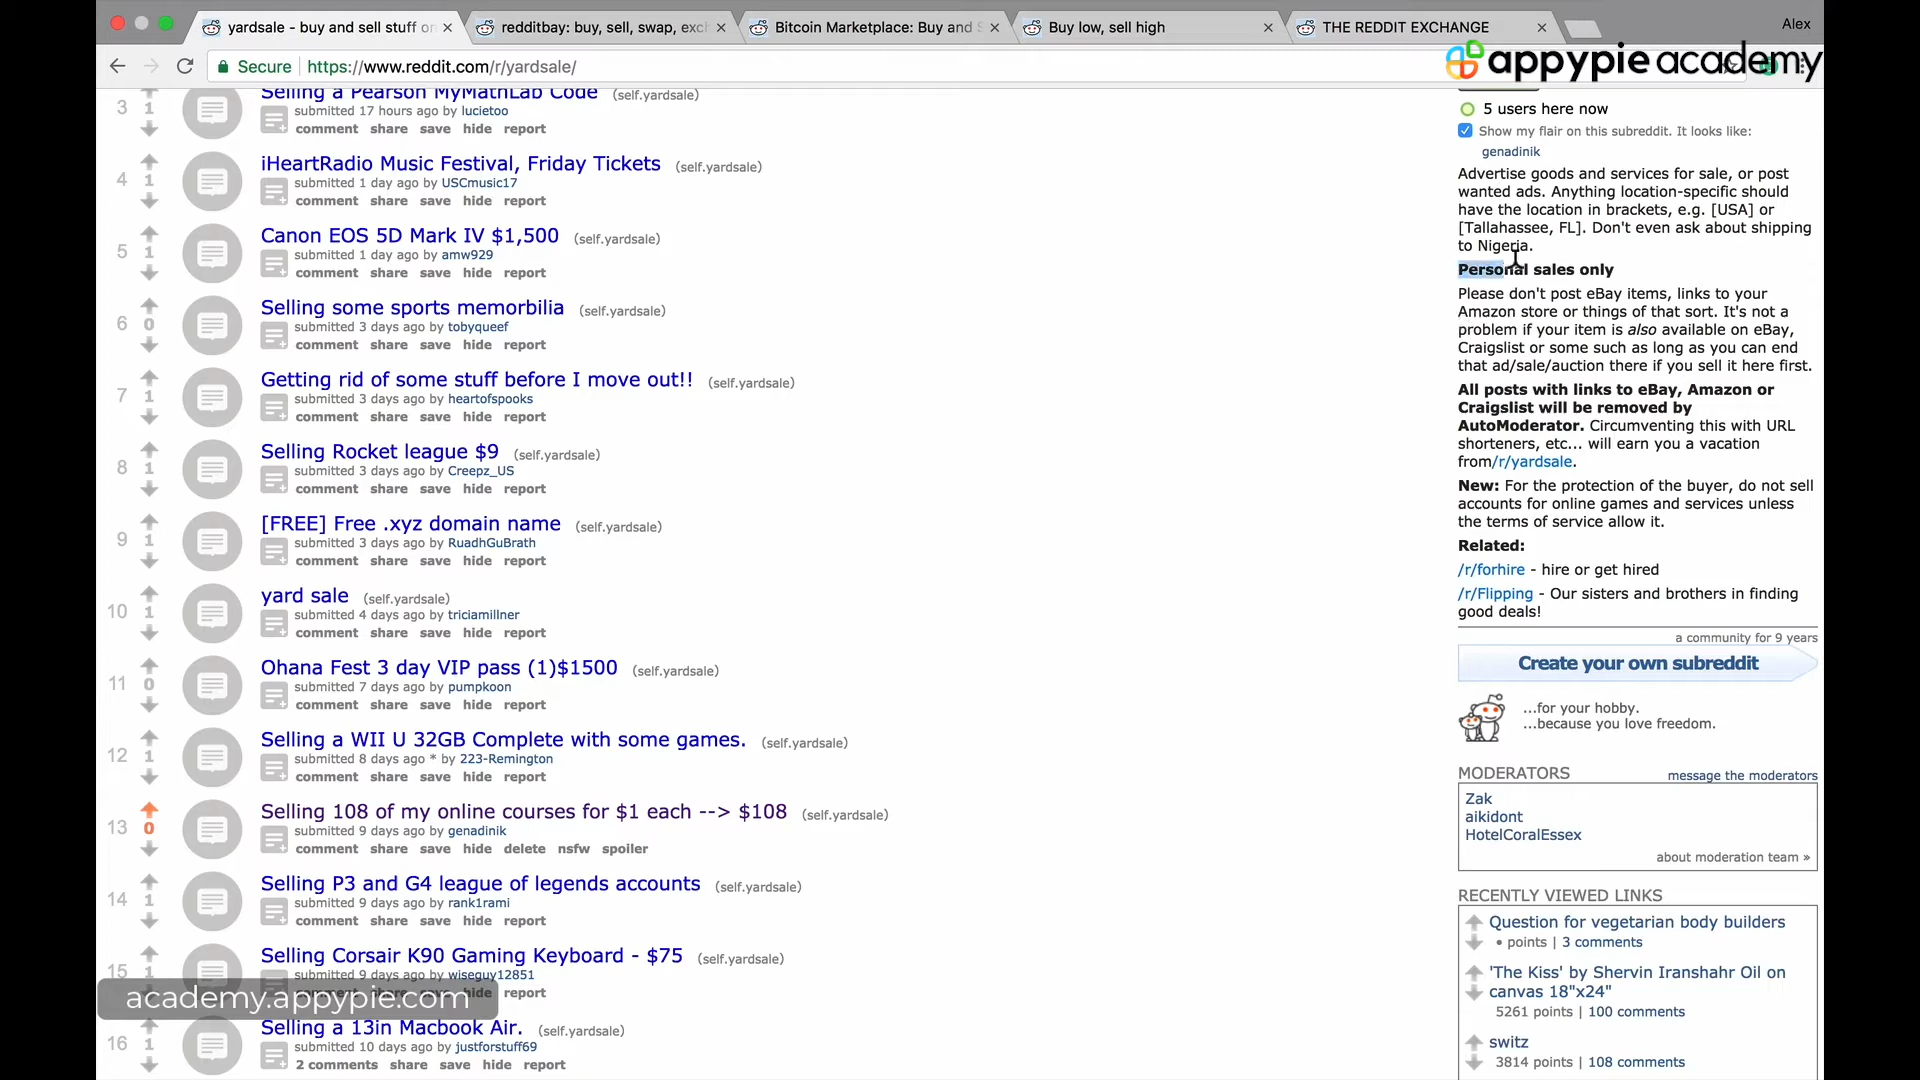 yardsale - buy and sell stuff on
redditbay: buy, sell, swap, exch
Bitcoin Marketplace: Buy and S
Buy low, sell high
THE REDDIT EXCHANGE
Alex
Secure
https://www.reddit.com/r/yardsale/
appypie academy
3
1
Selling a Pearson MyMathLab Code (self.yardsale)
submitted 17 hours ago by lucietoo
comment share save hide report
4
1
iHeartRadio Music Festival, Friday Tickets (self.yardsale)
submitted 1 day ago by USCmusic17
comment share save hide report
5
1
Canon EOS 5D Mark IV $1,500 (self.yardsale)
submitted 1 day ago by amw929
comment share save hide report
6
0
Selling some sports memorbilia (self.yardsale)
submitted 3 days ago by tobyqueef
comment share save hide report
7
1
Getting rid of some stuff before I move out!! (self.yardsale)
submitted 3 days ago by heartofspooks
comment share save hide report
8
1
Selling Rocket league $9 (self.yardsale)
submitted 3 days ago by Creepz_US
comment share save hide report
9
1
[FREE] Free .xyz domain name (self.yardsale)
submitted 3 days ago by RuadhGuBrath
comment share save hide report
10
1
yard sale (self.yardsale)
submitted 4 days ago by triciamillner
comment share save hide report
11
0
Ohana Fest 3 day VIP pass (1)$1500 (self.yardsale)
submitted 7 days ago by pumpkoon
comment share save hide report
12
1
Selling a WII U 32GB Complete with some games. (self.yardsale)
submitted 8 days ago * by 223-Remington
comment share save hide report
13
0
Selling 108 of my online courses for $1 each --> $108 (self.yardsale)
submitted 9 days ago by genadinik
comment share save hide delete nsfw spoiler
14
1
Selling P3 and G4 league of legends accounts (self.yardsale)
submitted 9 days ago by rank1rami
comment share save hide report
15
1
Selling Corsair K90 Gaming Keyboard - $75 (self.yardsale)
submitted 9 days ago by wiseguy12851
comment share save hide report
academy.appypie.com
16
1
Selling a 13in Macbook Air. (self.yardsale)
submitted 10 days ago by justforstuff69
2 comments share save hide report
5 users here now
Show my flair on this subreddit. It looks like:
genadinik
Advertise goods and services for sale, or post
wanted ads. Anything location-specific should
have the location in brackets, e.g. [USA] or
[Tallahassee, FL]. Don't even ask about shipping
to Nigeria.
Personal sales only
Please don't post eBay items, links to your
Amazon store or things of that sort. It's not a
problem if your item is also available on eBay,
Craigslist or some such as long as you can end
that ad/sale/auction there if you sell it here first.
All posts with links to eBay, Amazon or
Craigslist will be removed by
AutoModerator. Circumventing this with URL
shorteners, etc... will earn you a vacation
from/r/yardsale.
New: For the protection of the buyer, do not sell
accounts for online games and services unless
the terms of service allow it.
Related:
/r/forhire - hire or get hired
/r/Flipping - Our sisters and brothers in finding
good deals!
a community for 9 years
Create your own subreddit
...for your hobby.
...because you love freedom.
MODERATORS
message the moderators
Zak
aikidont
HotelCoralEssex
about moderation team »
RECENTLY VIEWED LINKS
Question for vegetarian body builders
• points | 3 comments
'The Kiss' by Shervin Iranshahr Oil on
canvas 18"x24"
5261 points | 100 comments
switz
3814 points | 108 comments